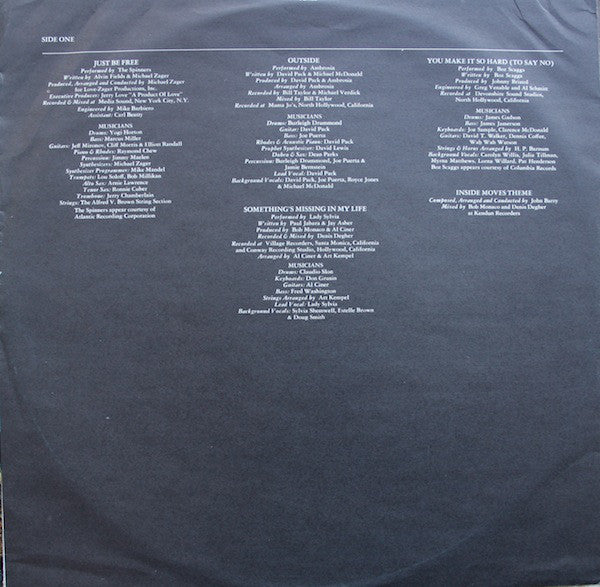 SIDE ONE
JUST BE FREE
Performed by The Spinners
Written by Alvin Fields & Michael Zager
Produced, Arranged and Conducted by Michael Zager
for Love-Zager Productions, Inc.
Executive Producer: Jerry Love "A Product Of Love"
Recorded & Mixed at Media Sound, New York City, N.Y.
Engineered by Mike Barbiero
Assistant: Carl Beatty
MUSICIANS
Drums: Yogi Horton
Bass: Marcus Miller
Guitars: Jeff Mironov, Cliff Morris & Elliott Randall
Piano & Rhodes: Raymond Chew
Percussion: Jimmy Maelen
Synthesizers: Michael Zager
Synthesizer Programmer: Mike Mandel
Trumpets: Lou Soloff, Bob Millikan
Alto Sax: Arnie Lawrence
Tenor Sax: Ronnie Cuber
Trombone: Jerry Chamberlain
Strings: The Alfred V. Brown String Section
The Spinners appear courtesy of
Atlantic Recording Corporation
OUTSIDE
Performed by Ambrosia
Written by David Pack & Michael McDonald
Produced by David Pack & Ambrosia
Arranged by Ambrosia
Recorded by Bill Taylor & Michael Verdick
Mixed by Bill Taylor
Recorded at Mama Jo's, North Hollywood, California
MUSICIANS
Drums: Burleigh Drummond
Guitar: David Pack
Bass: Joe Puerta
Rhodes & Acoustic Piano: David Pack
Prophet Synthesizer: David Lewis
Dobro & Sax: Dean Parks
Percussion: Burleigh Drummond, Joe Puerta &
Jamie Bernstein
Lead Vocal: David Pack
Background Vocals: David Pack, Joe Puerta, Royce Jones
& Michael McDonald
SOMETHING'S MISSING IN MY LIFE
Performed by Lady Sylvia
Written by Paul Jabara & Jay Asher
Produced by Bob Monaco & Al Ciner
Recorded & Mixed by Denis Degher
Recorded at Village Recorders, Santa Monica, California
and Conway Recording Studio, Hollywood, California
Arranged by Al Ciner & Art Kempel
MUSICIANS
Drums: Claudio Slon
Keyboards: Don Grusin
Guitars: Al Ciner
Bass: Fred Washington
Strings Arranged by Art Kempel
Lead Vocal: Lady Sylvia
Background Vocals: Sylvia Shemwell, Estelle Brown
& Doug Smith
YOU MAKE IT SO HARD (TO SAY NO)
Performed by Boz Scaggs
Written by Boz Scaggs
Produced by Johnny Bristol
Engineered by Greg Venable and Al Schmitt
Recorded at Devonshire Sound Studios,
North Hollywood, California
MUSICIANS
Drums: James Gadson
Bass: James Jamerson
Keyboards: Joe Sample, Clarence McDonald
Guitars: David T. Walker, Dennis Coffee,
Wah Wah Watson
Strings & Horns Arranged by H. P. Barnum
Background Vocals: Carolyn Willis, Julia Tillman,
Myrna Matthews, Lorna Willard, Pat Henderson
Boz Scaggs appears courtesy of Columbia Records
INSIDE MOVES THEME
Composed, Arranged and Conducted by John Barry
Mixed by Bob Monaco and Denis Degher
at Kendun Recorders